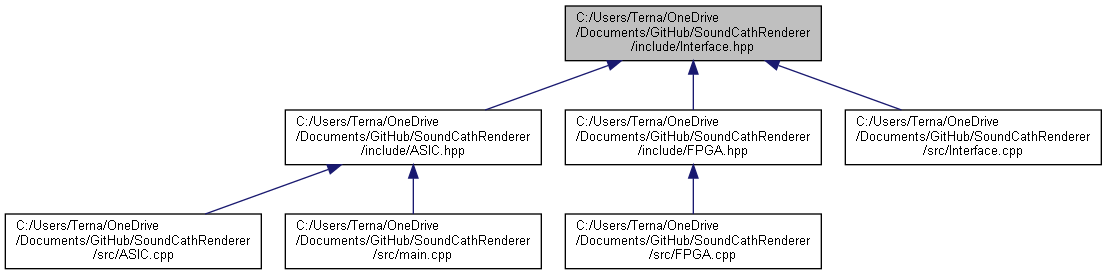 C:/Users/Terna/OneDrive
/Documents/GitHub/SoundCathRenderer
/include/Interface.hpp
C:/Users/Terna/OneDrive
/Documents/GitHub/SoundCathRenderer
/include/ASIC.hpp
C:/Users/Terna/OneDrive
/Documents/GitHub/SoundCathRenderer
/include/FPGA.hpp
C:/Users/Terna/OneDrive
/Documents/GitHub/SoundCathRenderer
/src/Interface.cpp
C:/Users/Terna/OneDrive
/Documents/GitHub/SoundCathRenderer
/src/ASIC.cpp
C:/Users/Terna/OneDrive
/Documents/GitHub/SoundCathRenderer
/src/main.cpp
C:/Users/Terna/OneDrive
/Documents/GitHub/SoundCathRenderer
/src/FPGA.cpp